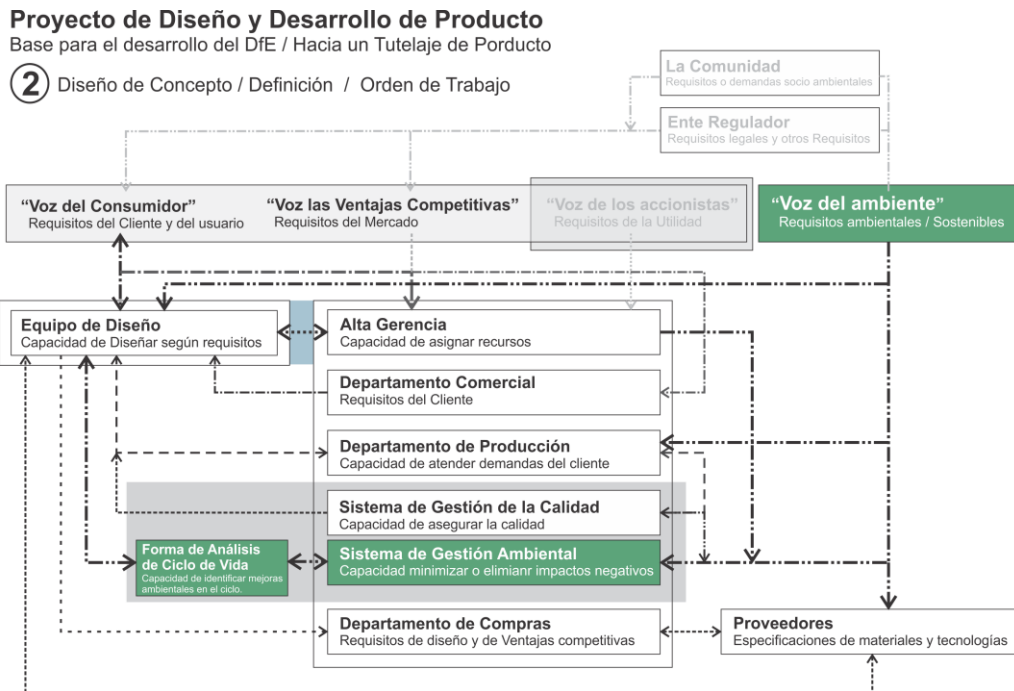 Proyecto de Diseño y Desarrollo de Producto
Base para el desarrollo del DfE / Hacia un Tutelaje de Porducto
2 Diseño de Concepto / Definición / Orden de Trabajo
La Comunidad
Requisitos o demandas socio ambientales
Ente Regulador
Requisitos legales y otros Requisitos
“Voz del Consumidor”
Requisitos del Cliente y del usuario
“Voz las Ventajas Competitivas”
Requisitos del Mercado
“Voz de los accionistas”
Requisitos de la Utilidad
“Voz del ambiente”
Requisitos ambientales / Sostenibles
Equipo de Diseño
Capacidad de Diseñar según requisitos
Alta Gerencia
Capacidad de asignar recursos
Departamento Comercial
Requisitos del Cliente
Departamento de Producción
Capacidad de atender demandas del cliente
Sistema de Gestión de la Calidad
Capacidad de asegurar la calidad
Forma de Análisis
de Ciclo de Vida
Capacidad de identificar mejoras
ambientales en el ciclo.
Sistema de Gestión Ambiental
Capacidad minimizar o elimianr impactos negativos
Departamento de Compras
Requisitos de diseño y de Ventajas competitivas
Proveedores
Especificaciones de materiales y tecnologías